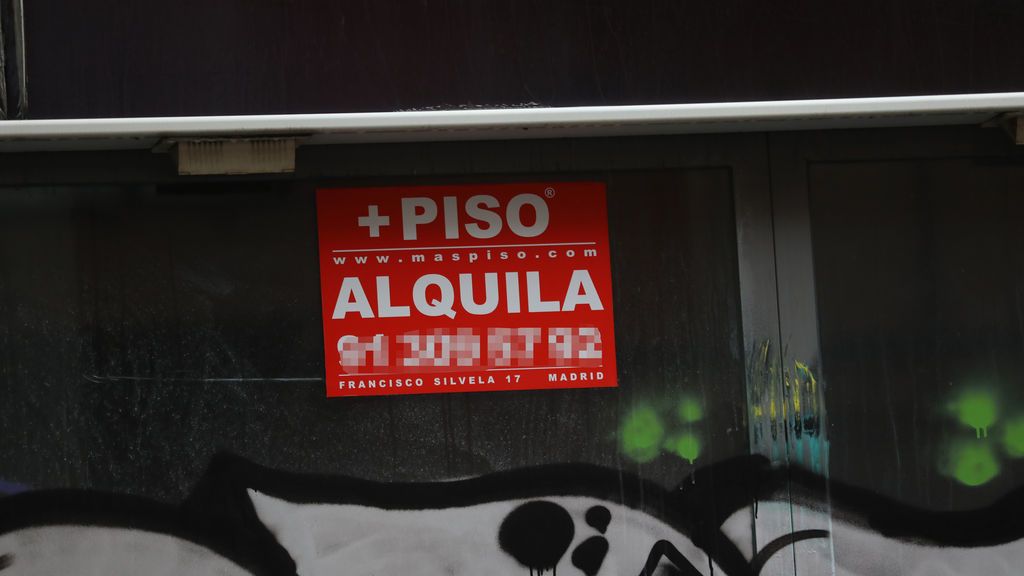 +PISO®
www.maspiso.com
ALQUILA
FRANCISCO SILVELA 17 MADRID